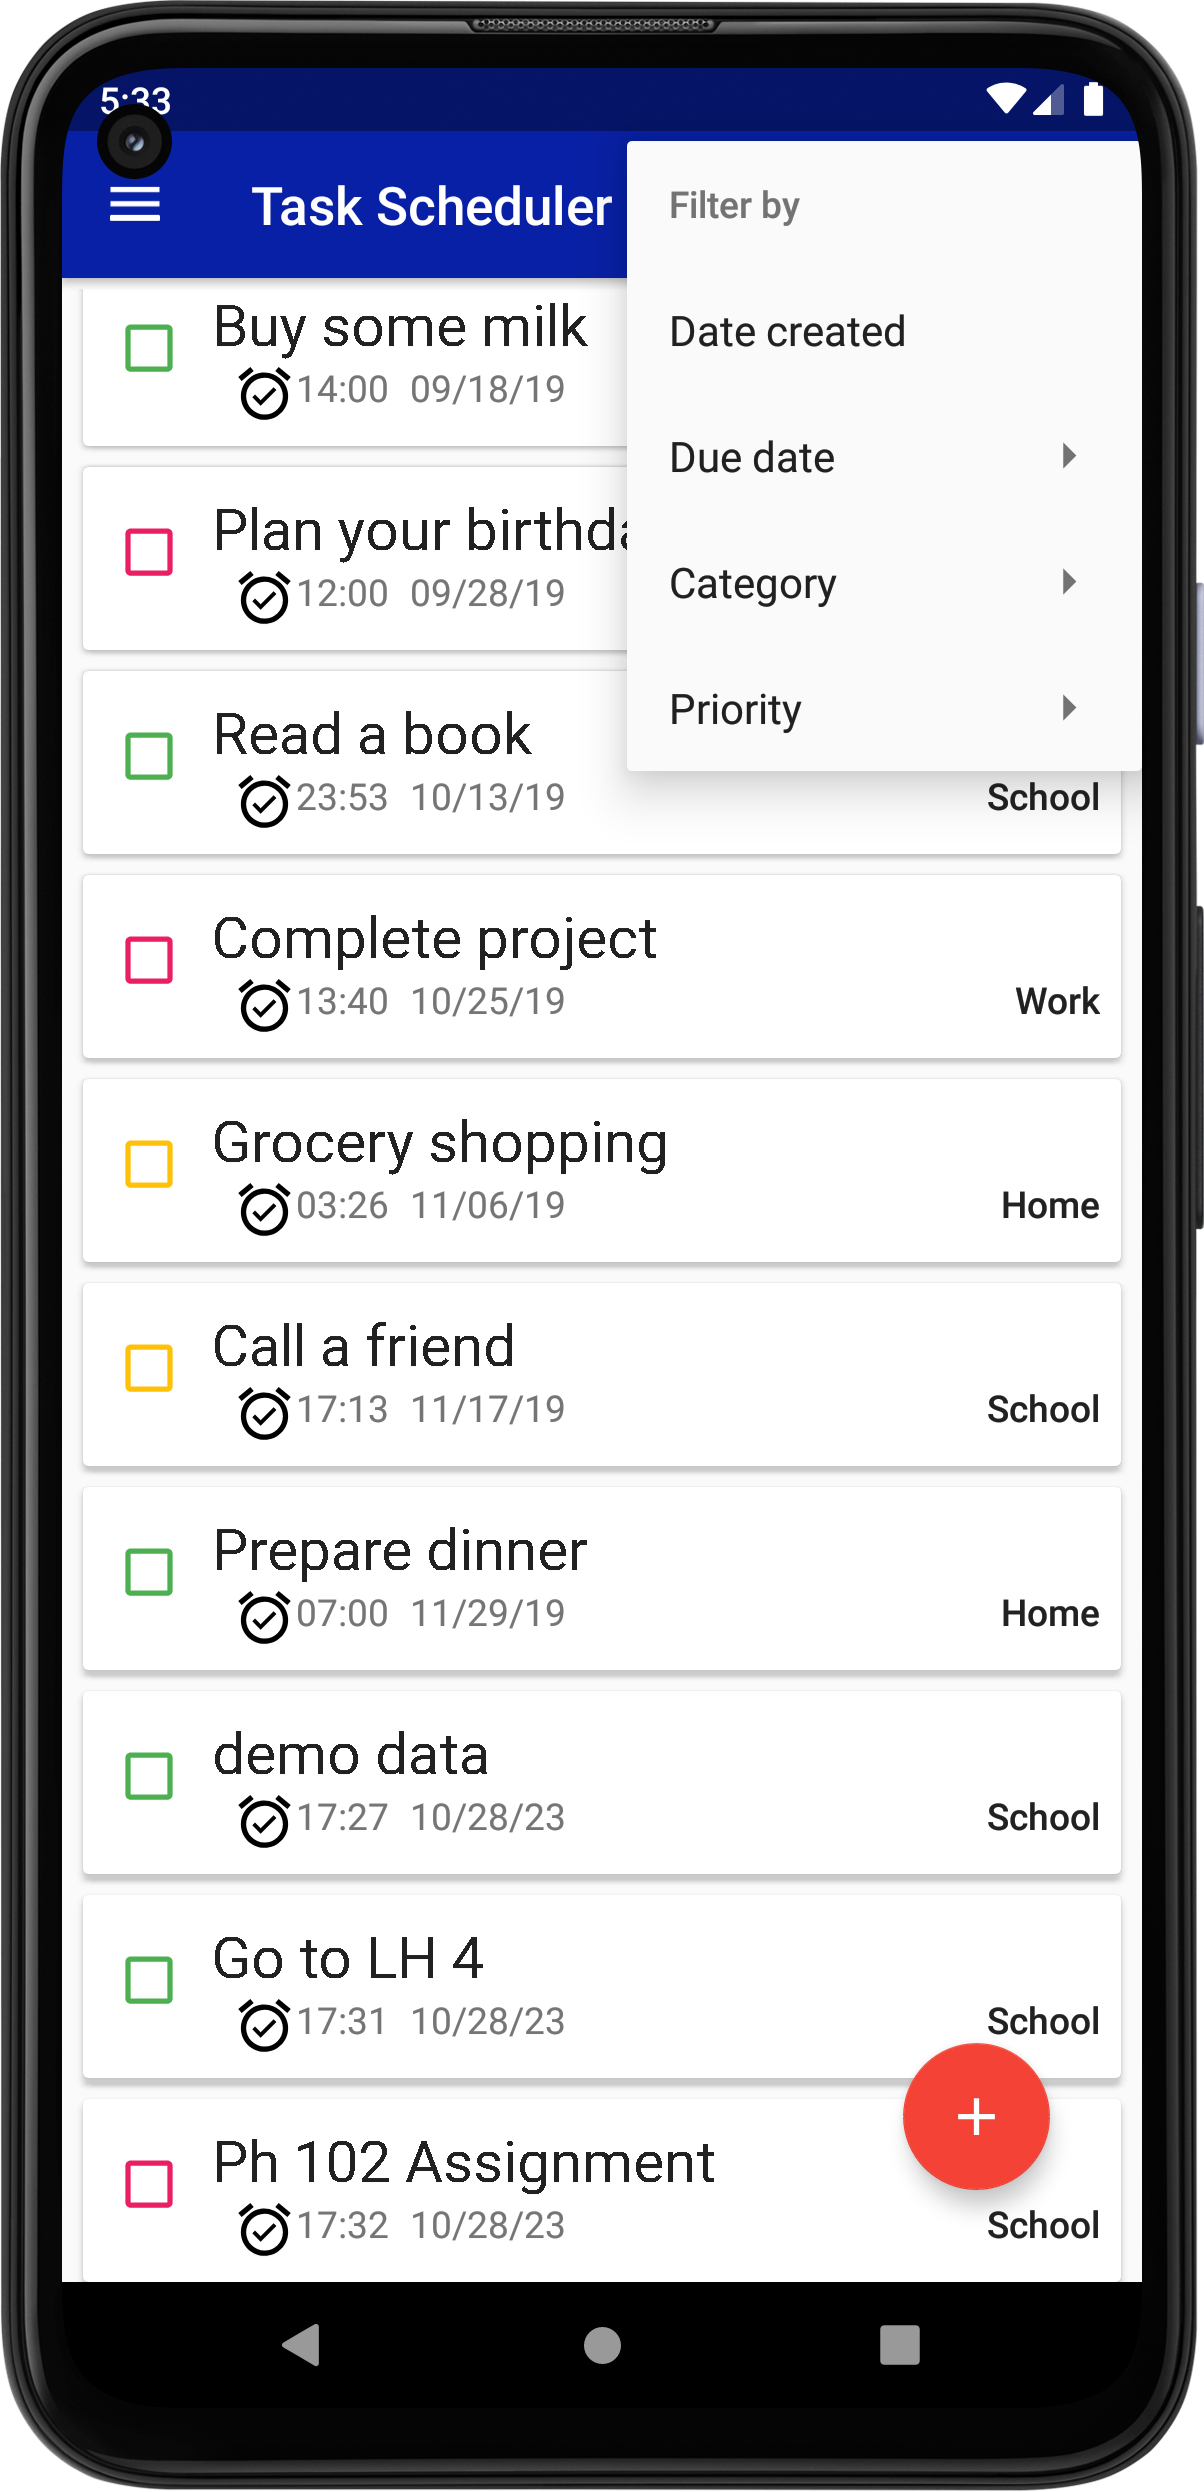 5:33
Task Scheduler
Filter by
Date created
Due date
Category
Priority
Buy some milk
14:00 09/18/19
Plan your
12:00 09/28/19
Read a book
23:53 10/13/19 School
Complete project
13:40 10/25/19 Work
Grocery shopping
03:26 11/06/19 Home
Call a friend
17:13 11/17/19 School
Prepare dinner
07:00 11/29/19 Home
demo data
17:27 10/28/23 School
Go to LH 4
17:31 10/28/23 School
Ph 102 Assignment
17:32 10/28/23 School